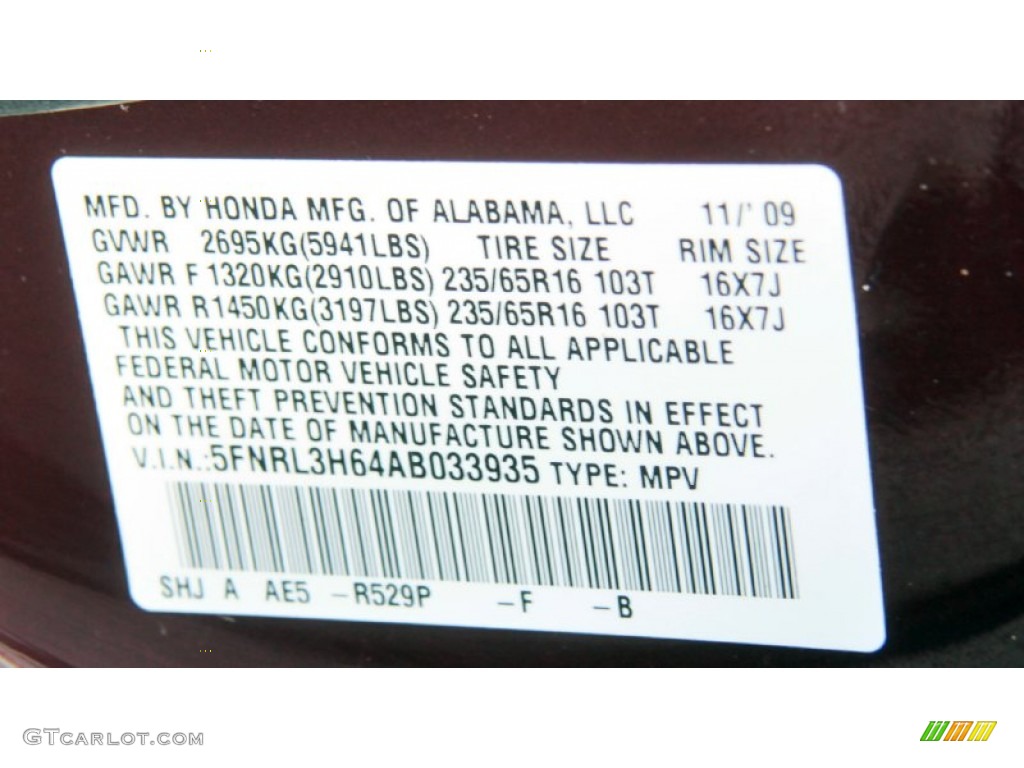 MFD. BY HONDA MFG. OF ALABAMA, LLC 11/' 09
GVWR 2695KG(5941LBS) TIRE SIZE RIM SIZE
GAWR F 1320KG(2910LBS) 235/65R16 103T 16X7J
GAWR R1450KG(3197LBS) 235/65R16 103T 16X7J
THIS VEHICLE CONFORMS TO ALL APPLICABLE
FEDERAL MOTOR VEHICLE SAFETY
AND THEFT PREVENTION STANDARDS IN EFFECT
ON THE DATE OF MANUFACTURE SHOWN ABOVE.
V.I.N.:5FNRL3H64AB033935 TYPE: MPV
SHJ A AE5 -R529P -F -B
GTCARLOT.COM